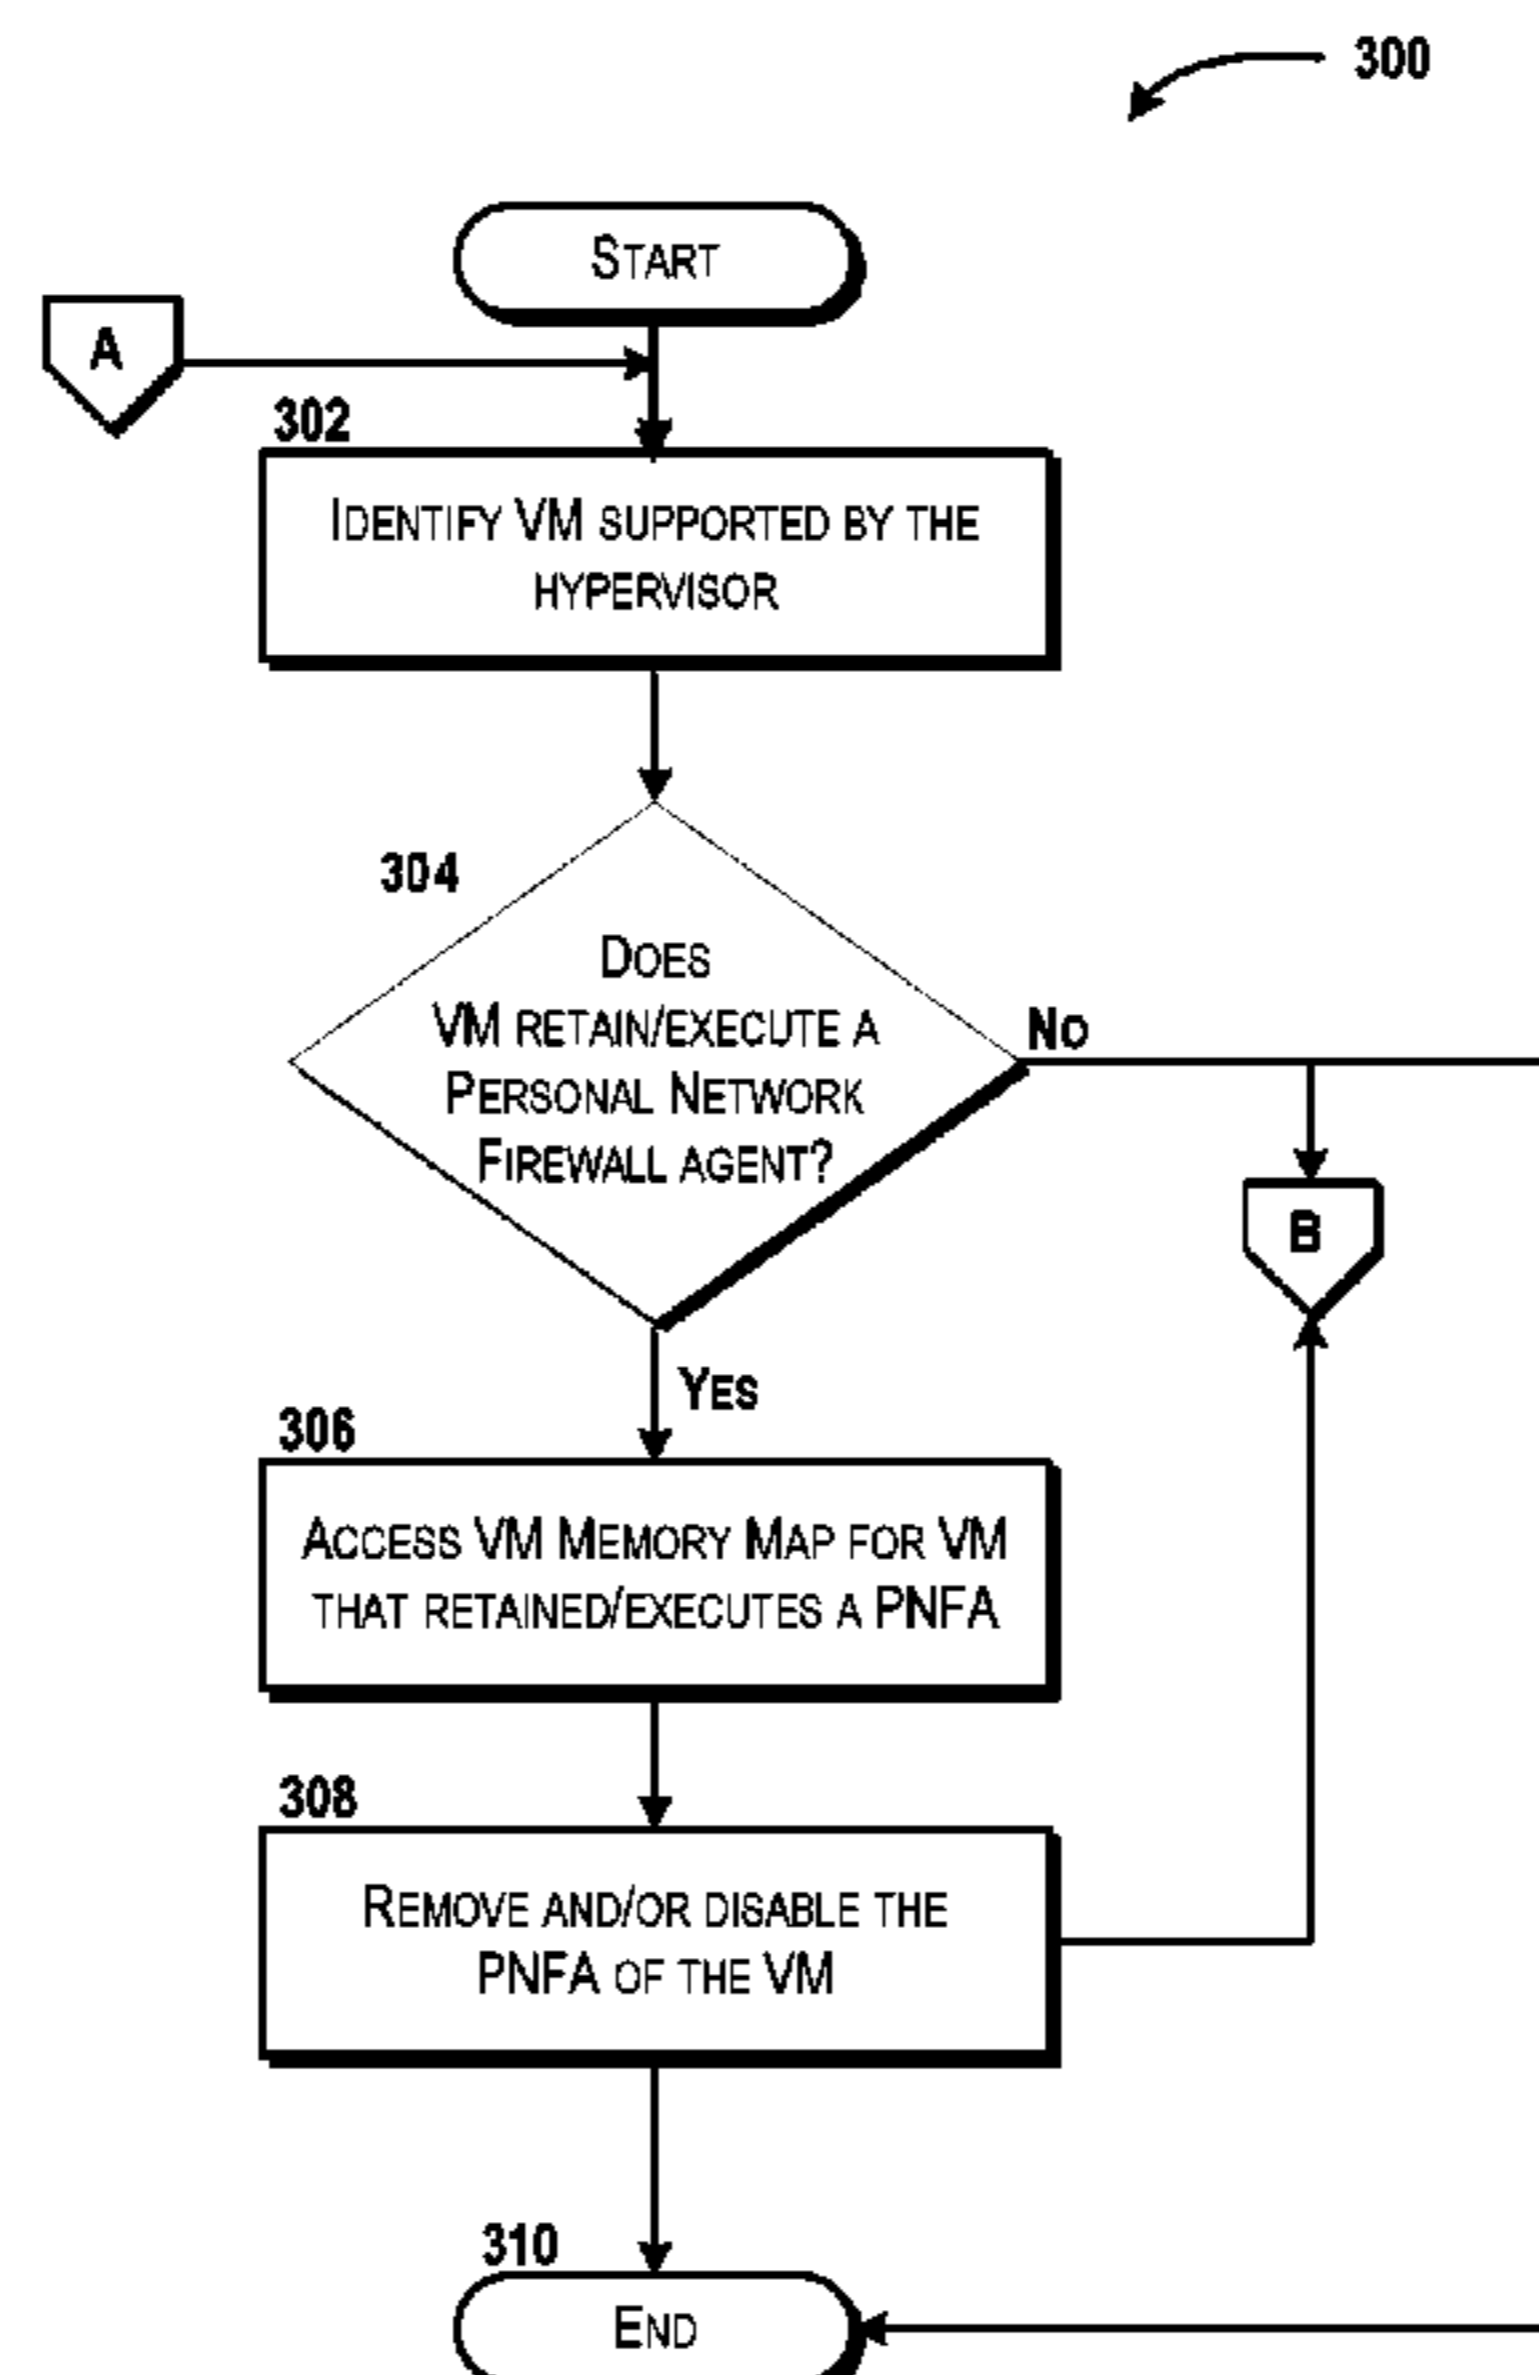 300
START
A
302
IDENTIFY VM SUPPORTED BY THE
HYPERVISOR
304
DOES
VM RETAIN/EXECUTE A
PERSONAL NETWORK
FIREWALL AGENT?
NO
B
YES
306
ACCESS VM MEMORY MAP FOR VM
THAT RETAINED/EXECUTES A PNFA
308
REMOVE AND/OR DISABLE THE
PNFA OF THE VM
310
END